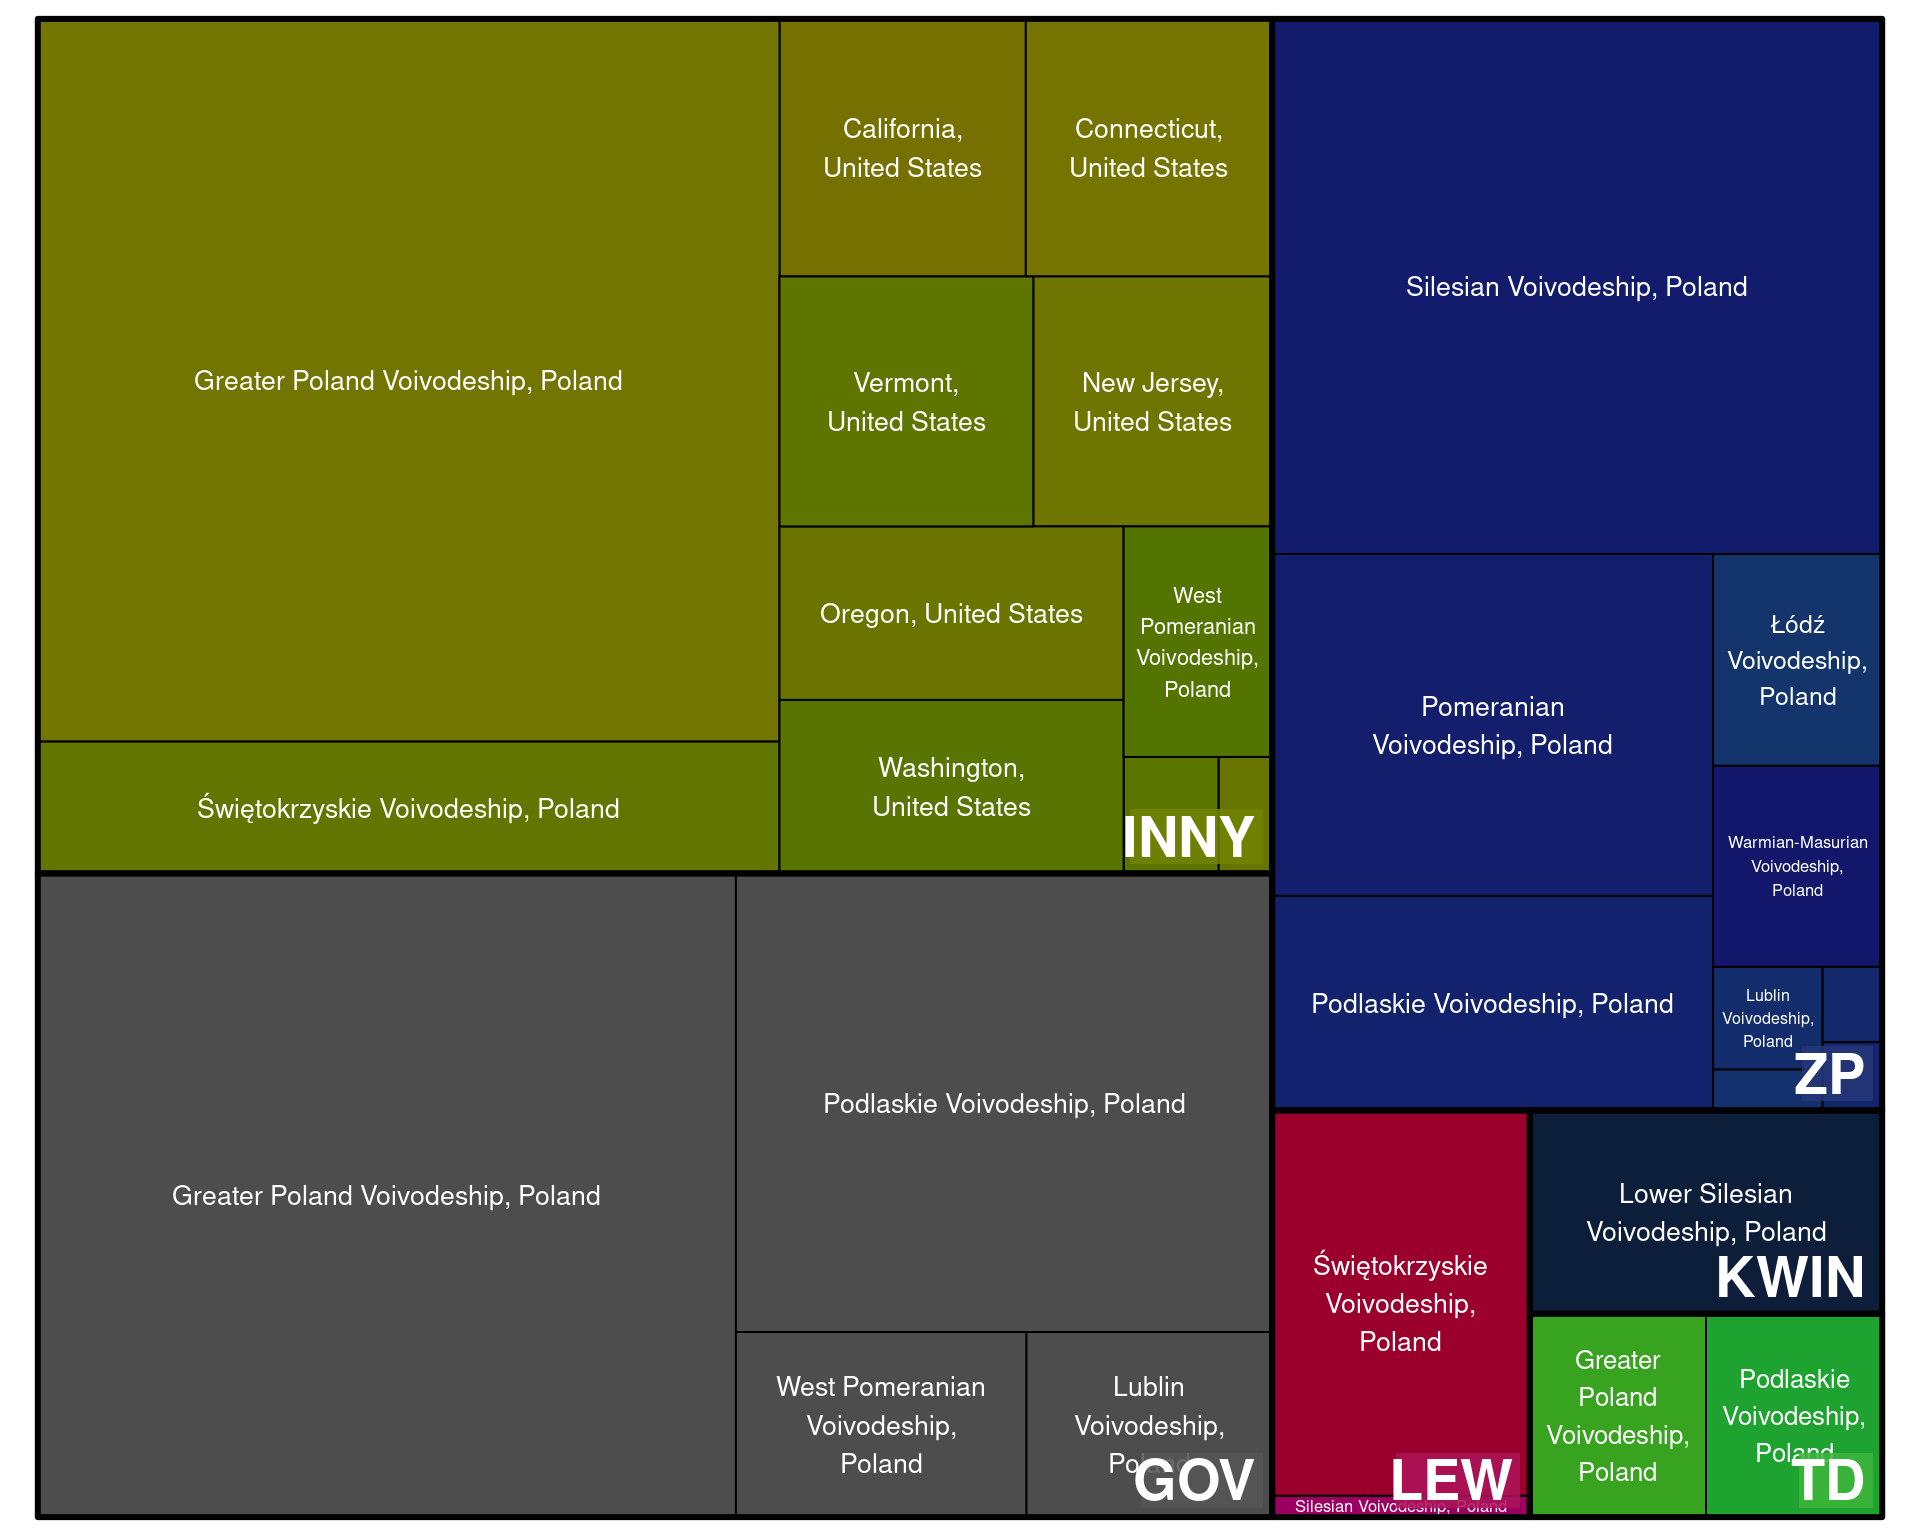 Greater Poland Voivodeship, Poland
Świętokrzyskie Voivodeship, Poland
California,
United States
Connecticut,
United States
Vermont,
United States
New Jersey,
United States
Oregon, United States
West
Pomeranian
Voivodeship,
Poland
Washington,
United States
INNY
Greater Poland Voivodeship, Poland
Podlaskie Voivodeship, Poland
West Pomeranian
Voivodeship,
Poland
Lublin
Voivodeship,
Poland
GOV
Silesian Voivodeship, Poland
Pomeranian
Voivodeship, Poland
Łódź
Voivodeship,
Poland
Warmian-Masurian
Voivodeship,
Poland
Podlaskie Voivodeship, Poland
Lublin
Voivodeship,
Poland
ZP
Świętokrzyskie
Voivodeship,
Poland
Silesian Voivodeship, Poland
LEW
Lower Silesian
Voivodeship, Poland
KWIN
Greater
Poland
Voivodeship,
Poland
Podlaskie
Voivodeship,
Poland
TD